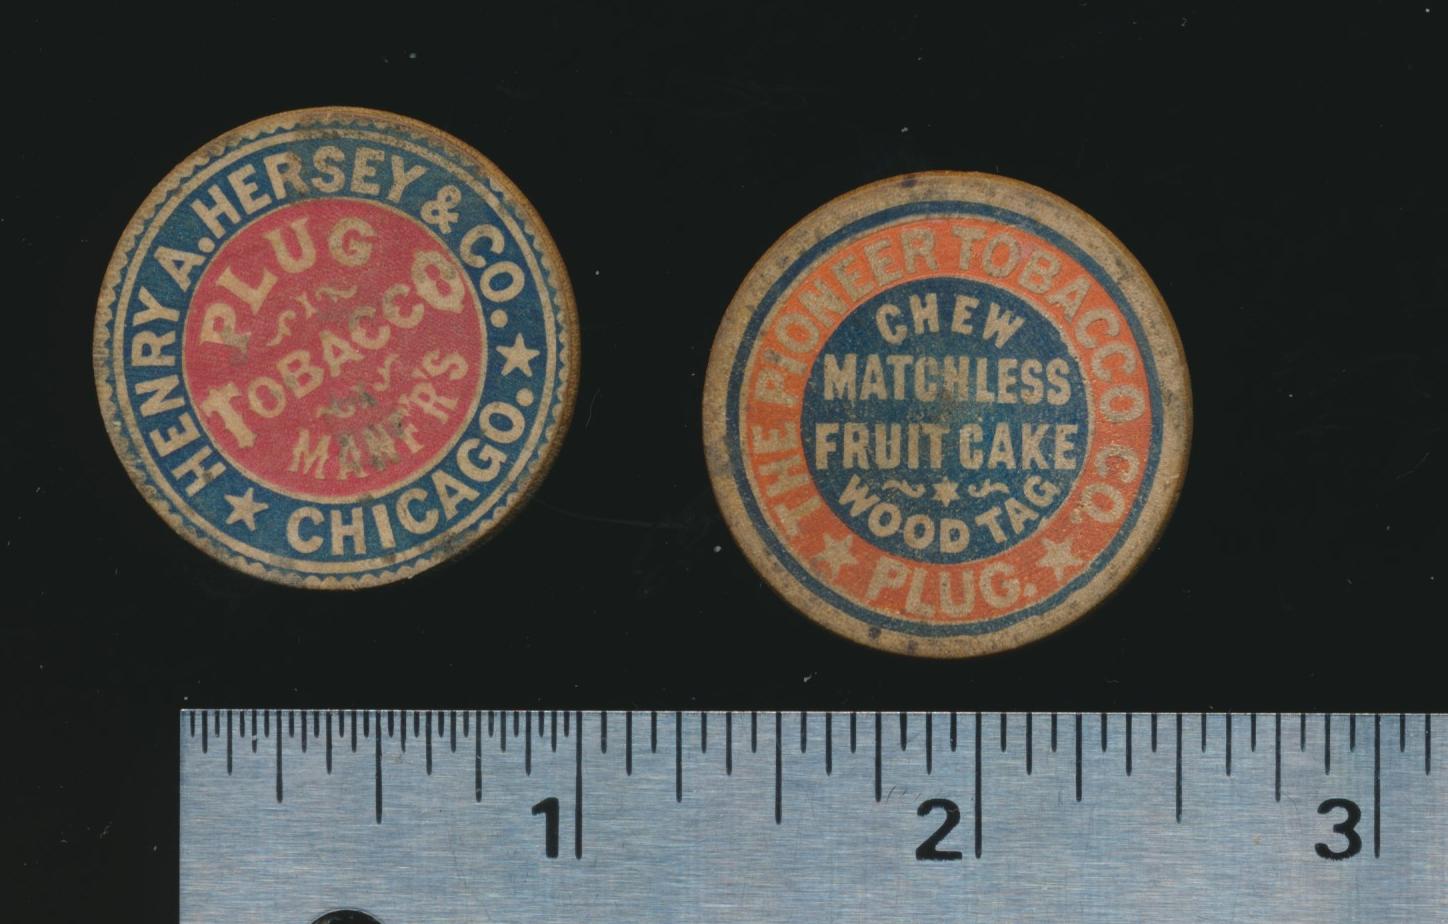 HENRY A. HERSEY & CO.
PLUG
TOBACCO
MANF'RS
CHICAGO.
THE PIONEER TOBACCO CO.
CHEW
MATCHLESS
FRUIT CAKE
WOOD TAG
PLUG.
1 2 3